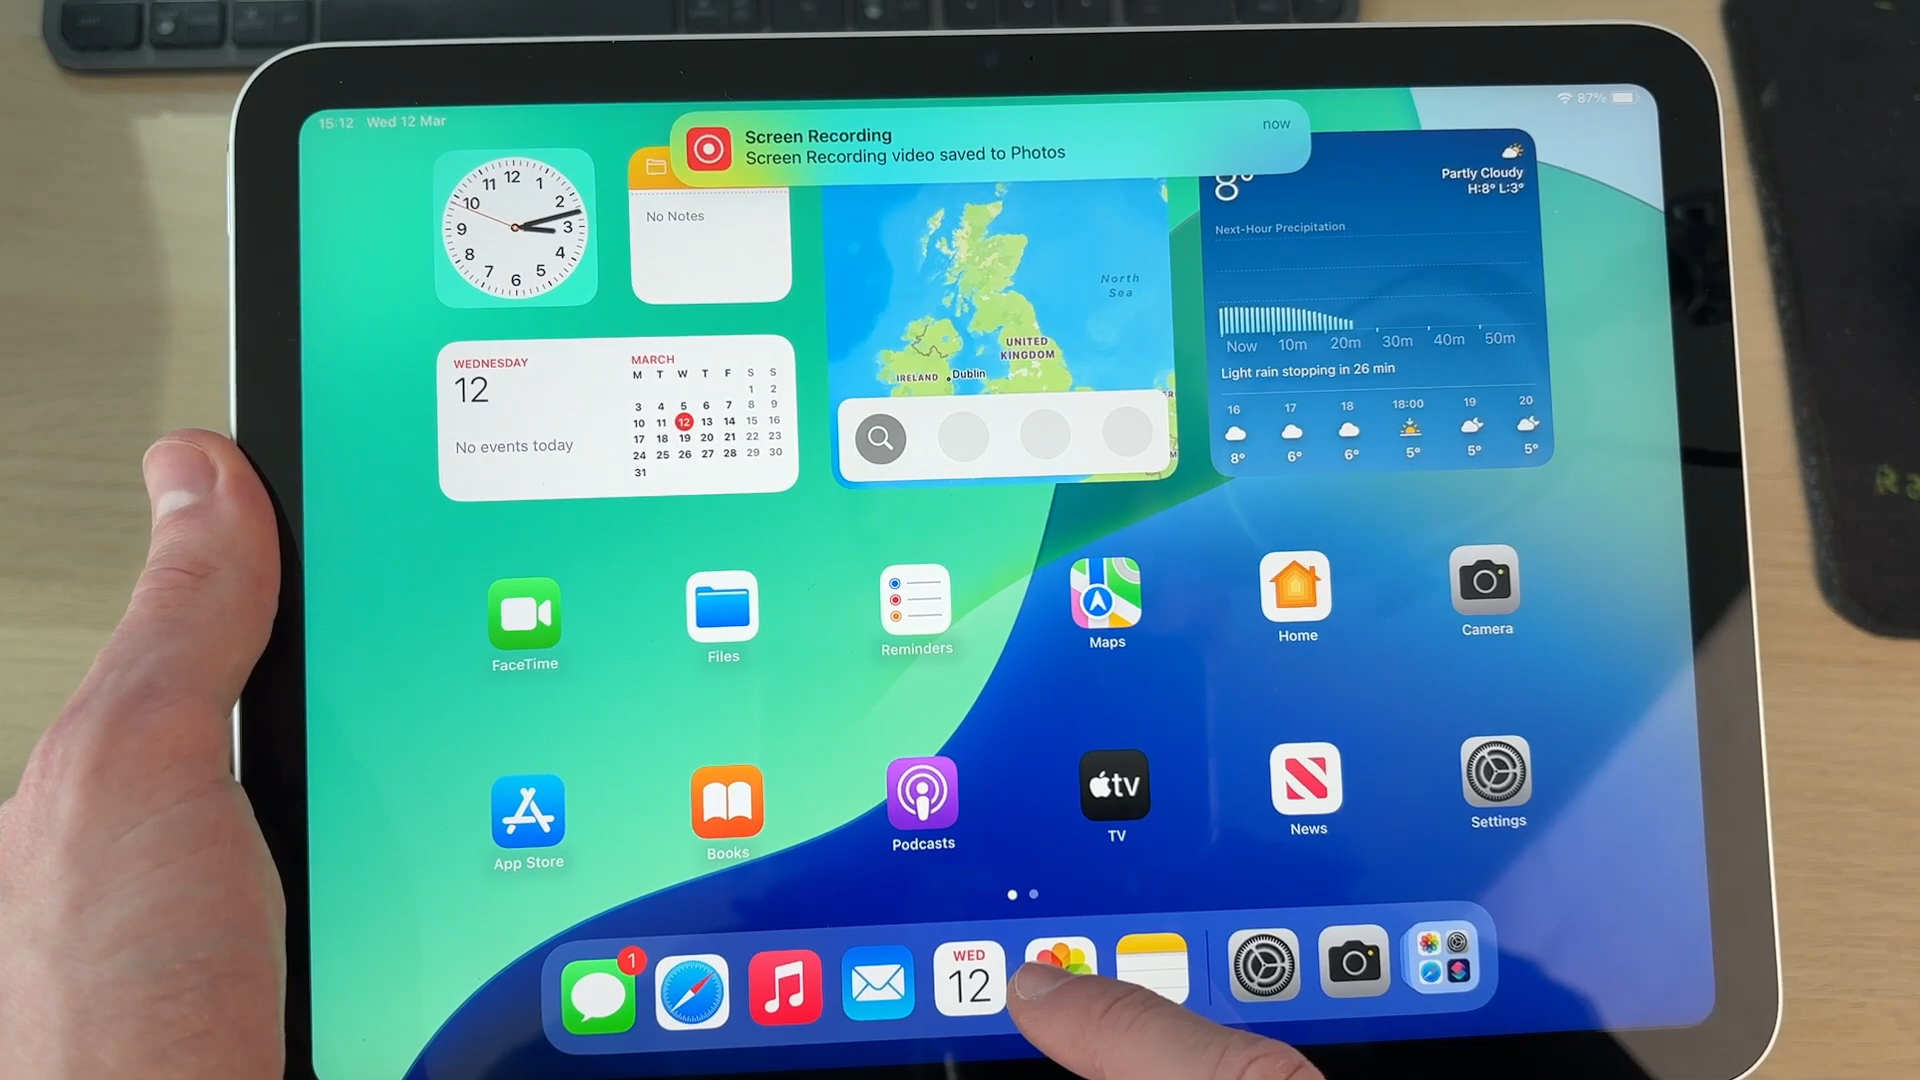 15:12 Wed 12 Mar
87%
Screen Recording
now
Screen Recording video saved to Photos
12
1
2
3
4
5
6
7
8
9
10
11
No Notes
North
Sea
UNITED
KINGDOM
IRELAND
Dublin
8°
Partly Cloudy
H:8° L:3°
Next-Hour Precipitation
Now 10m 20m 30m 40m 50m
Light rain stopping in 26 min
16 17 18 18:00 19 20
8° 6° 6° 5° 5° 5°
WEDNESDAY
12
No events today
MARCH
M T W T F S S
1 2
3 4 5 6 7 8 9
10 11 12 13 14 15 16
17 18 19 20 21 22 23
24 25 26 27 28 29 30
31
FaceTime
Files
Reminders
Maps
Home
Camera
App Store
Books
Podcasts
tv
TV
News
Settings
1
WED
12